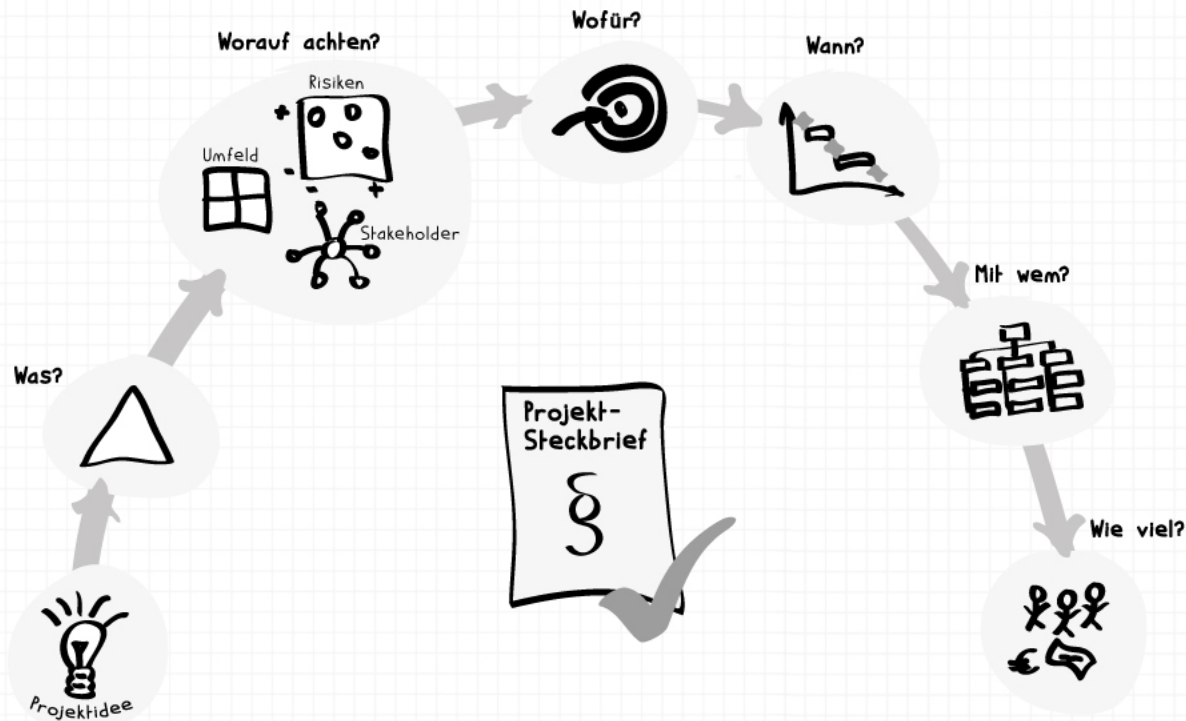 Wofür?
Worauf achten?
Wann?
Risiken
+
Umfeld
-
-
+
Stakeholder
Mit wem?
Was?
Projekt-
Steckbrief
§
Wie viel?
€
Projektidee